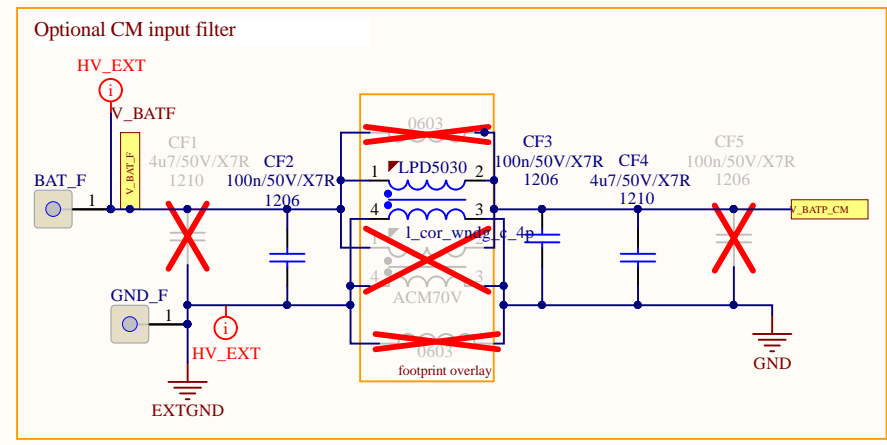 Optional CM input filter
HV_EXT
i
V_BATF
V_BAT_F
CF1
4u7/50V/X7R
1210
CF2
100n/50V/X7R
1206
BAT_F
1
0603
1
LPD5030
2
4
3
l_cor_wndg_c_4p
1
4
3
ACM70V
0603
footprint overlay
CF3
100n/50V/X7R
1206
CF4
4u7/50V/X7R
1210
CF5
100n/50V/X7R
1206
V_BATP_CM
GND_F
1
i
HV_EXT
EXTGND
GND